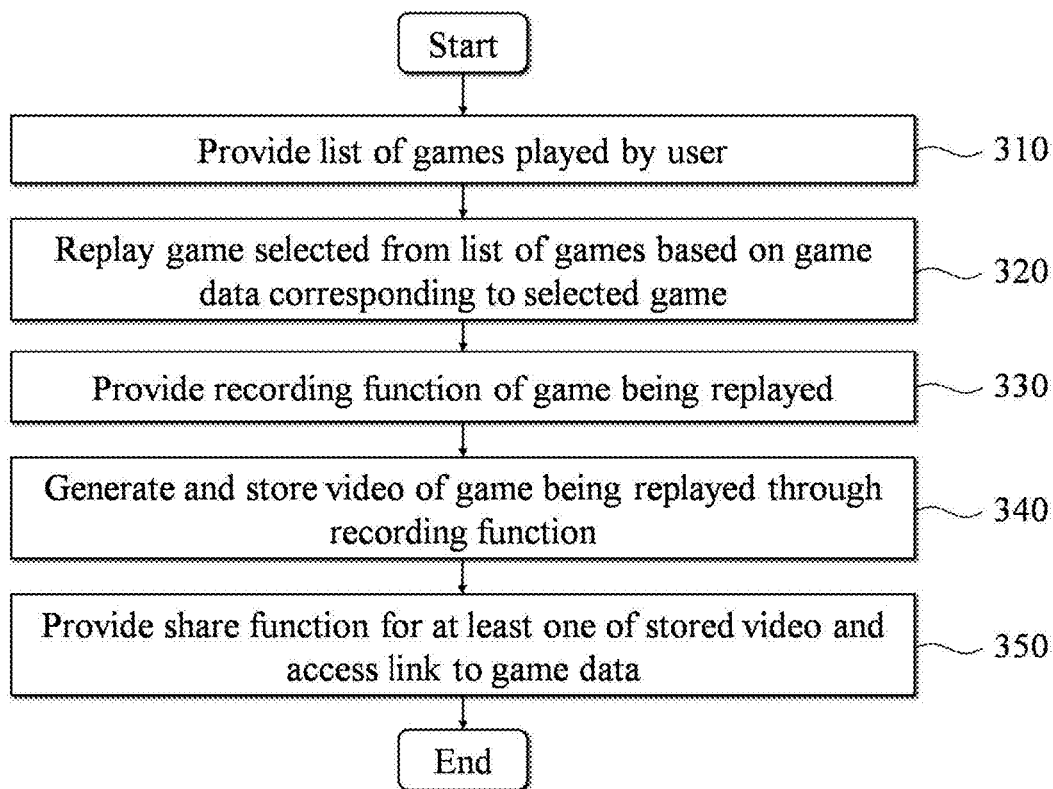 Start
Provide list of games played by user
310
Replay game selected from list of games based on game
data corresponding to selected game
320
Provide recording function of game being replayed
330
Generate and store video of game being replayed through
recording function
340
Provide share function for at least one of stored video and
access link to game data
350
End